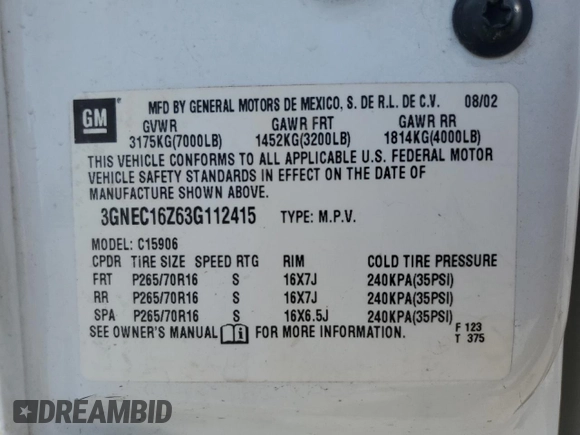 GM
MFD BY GENERAL MOTORS DE MEXICO, S. DE R.L. DE C.V. 08/02
GVWR GAWR FRT GAWR RR
3175KG(7000LB) 1452KG(3200LB) 1814KG(4000LB)
THIS VEHICLE CONFORMS TO ALL APPLICABLE U.S. FEDERAL MOTOR
VEHICLE SAFETY STANDARDS IN EFFECT ON THE DATE OF
MANUFACTURE SHOWN ABOVE.
3GNEC16Z63G112415 TYPE: M.P.V.
MODEL: C15906
CPDR TIRE SIZE SPEED RTG RIM COLD TIRE PRESSURE
FRT P265/70R16 S 16X7J 240KPA(35PSI)
RR P265/70R16 S 16X7J 240KPA(35PSI)
SPA P265/70R16 S 16X6.5J 240KPA(35PSI)
SEE OWNER'S MANUAL FOR MORE INFORMATION. F 123
T 375
DREAMBID